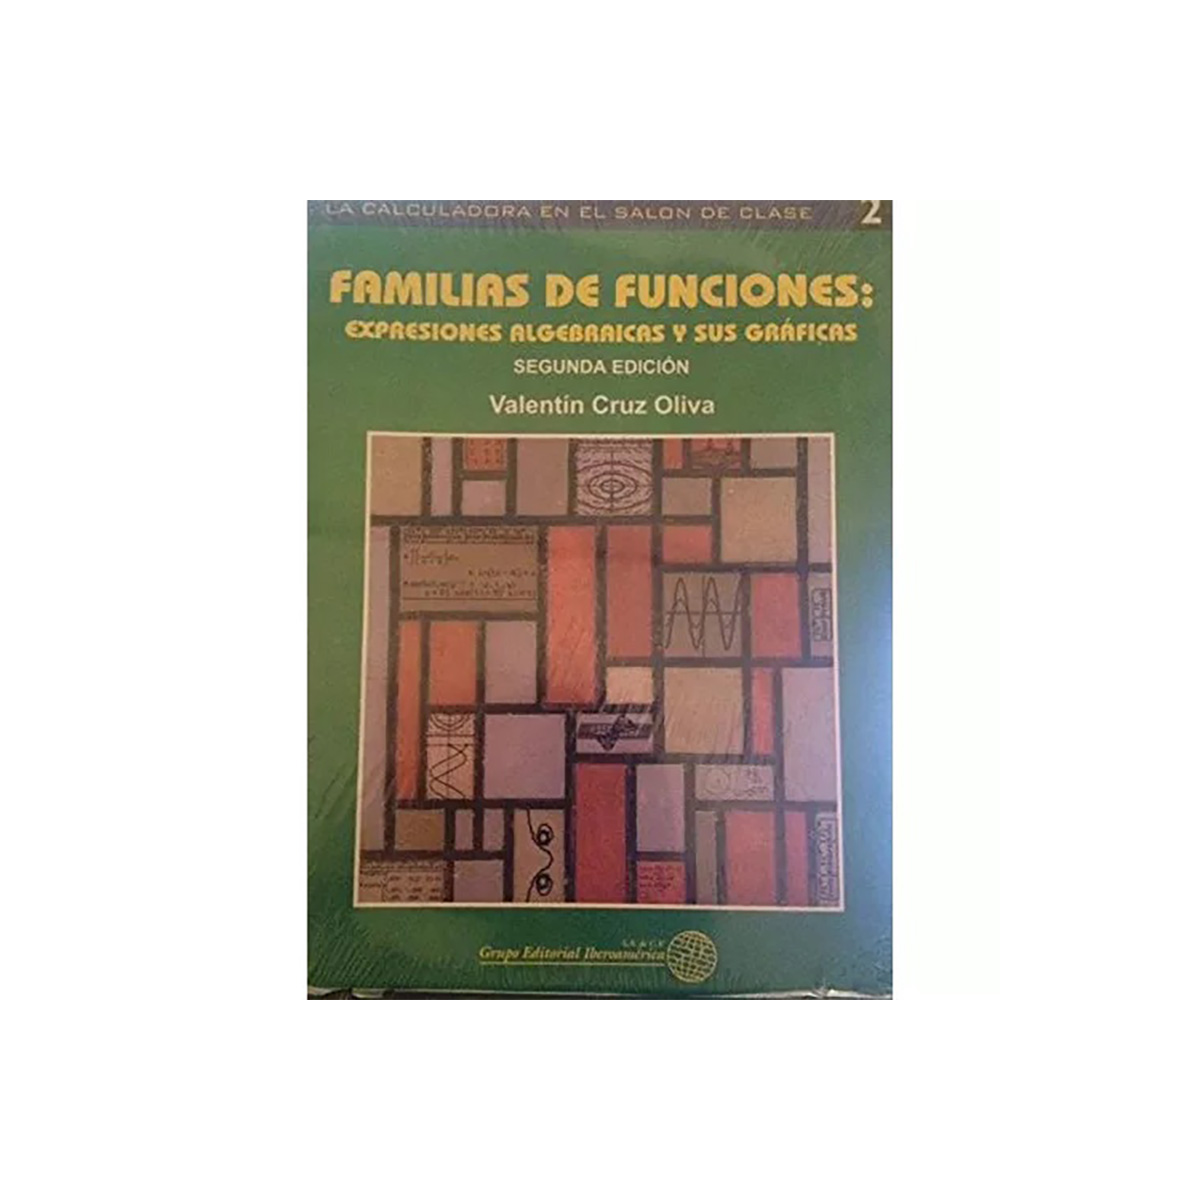 LA CALCULADORA EN EL SALON DE CLASE 2
FAMILIAS DE FUNCIONES:
EXPRESIONES ALGEBRAICAS Y SUS GRÁFICAS
SEGUNDA EDICIÓN
Valentín Cruz Oliva
S.A. de C.V.
Grupo Editorial Iberoamérica